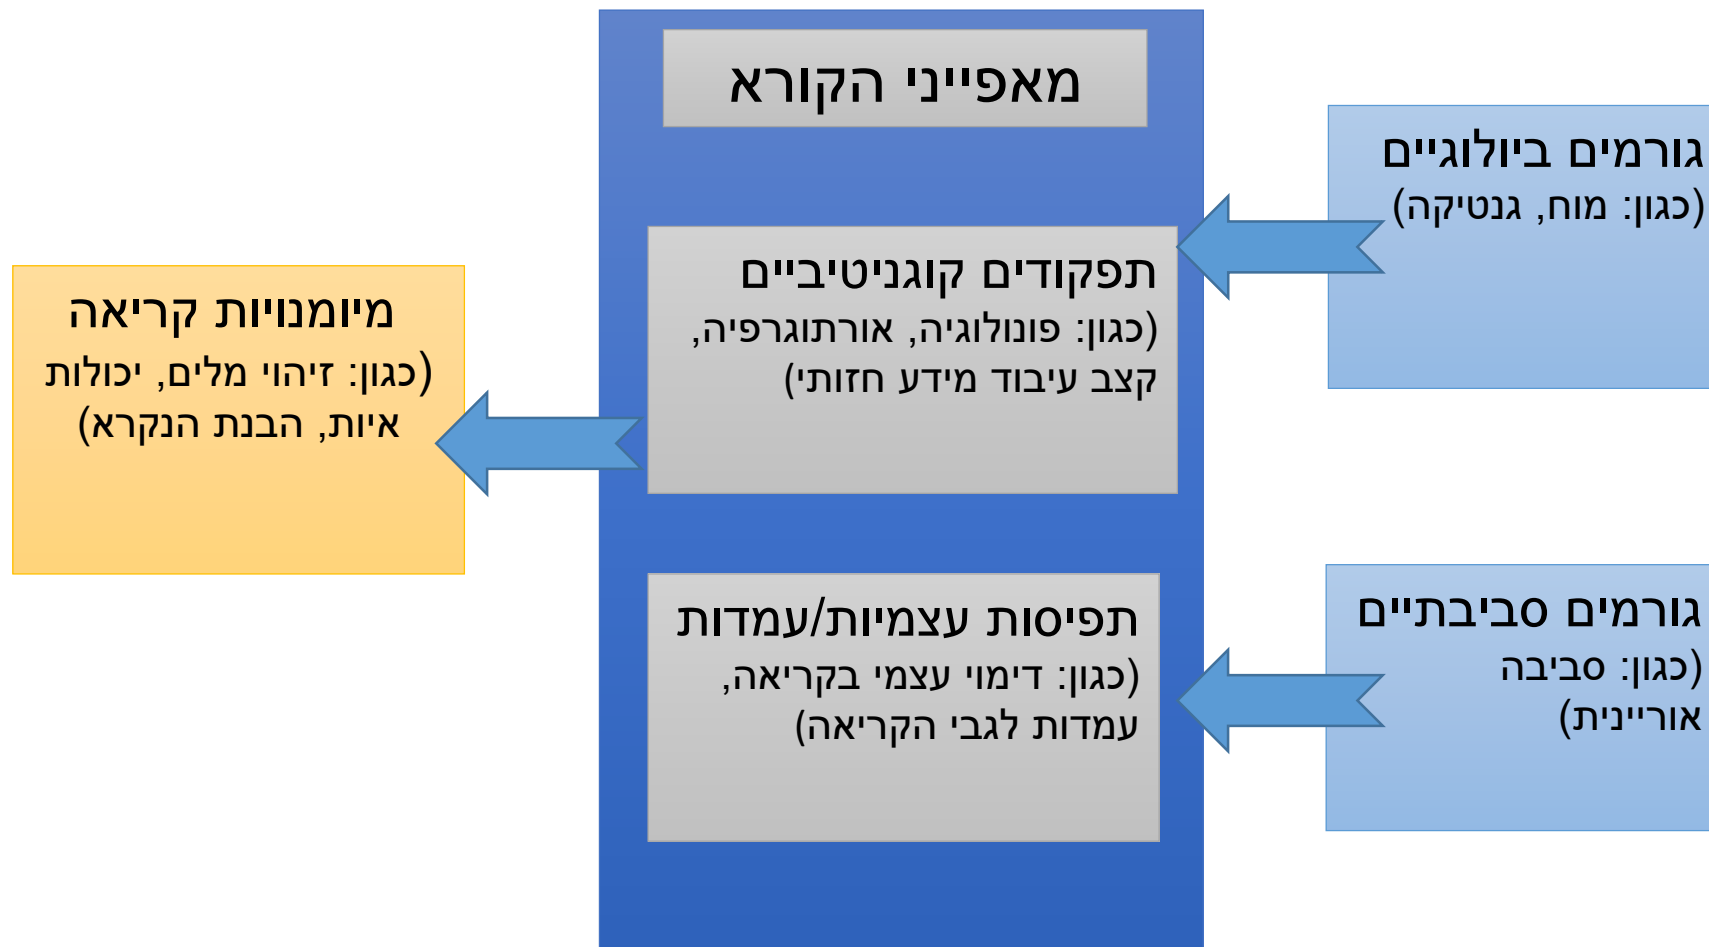 מאפייני הקורא
גורמים ביולוגיים
(כגון: מוח, גנטיקה)
תפקודים קוגניטיביים
(כגון: פונולוגיה, אורתוגרפיה,
קצב עיבוד מידע חזותי)
מיומנויות קריאה
(כגון: זיהוי מלים, יכולות
איות, הבנת הנקרא)
גורמים סביבתיים
(כגון: סביבה
אוריינית)
תפיסות עצמיות/עמדות
(כגון: דימוי עצמי בקריאה,
עמדות לגבי הקריאה)